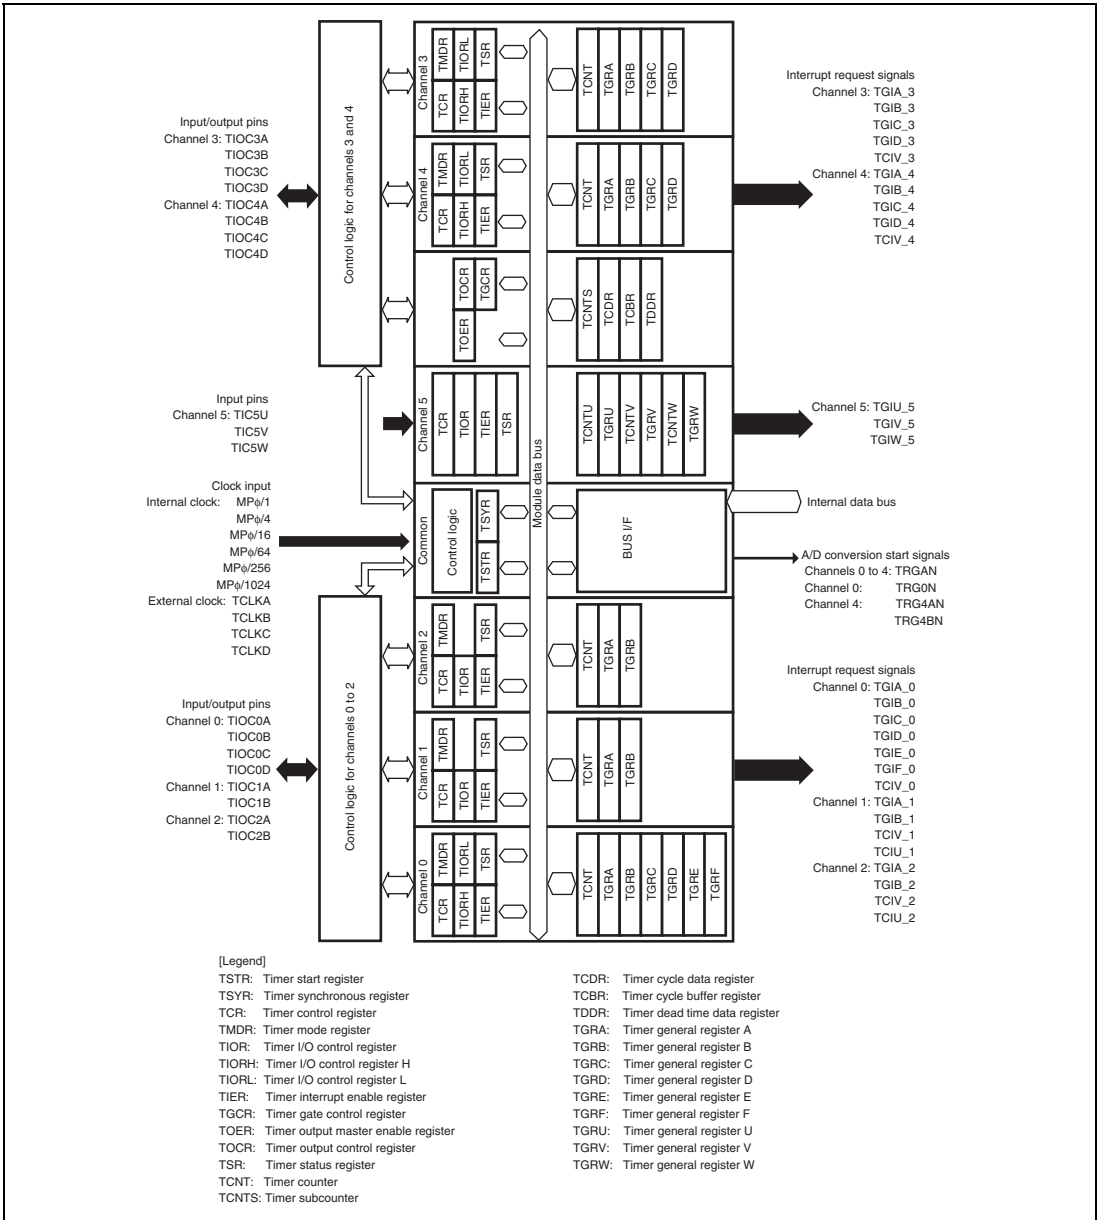 Input/output pins
Channel 3: TIOC3A
TIOC3B
TIOC3C
TIOC3D
Channel 4: TIOC4A
TIOC4B
TIOC4C
TIOC4D
Input pins
Channel 5: TIC5U
TIC5V
TIC5W
Clock input
Internal clock: MPφ/1
MPφ/4
MPφ/16
MPφ/64
MPφ/256
MPφ/1024
External clock: TCLKA
TCLKB
TCLKC
TCLKD
Input/output pins
Channel 0: TIOC0A
TIOC0B
TIOC0C
TIOC0D
Channel 1: TIOC1A
TIOC1B
Channel 2: TIOC2A
TIOC2B
Control logic for channels 3 and 4
Control logic for channels 0 to 2
Channel 3
TMDR
TIORL
TSR
TCR
TIORH
TIER
TCNT
TGRA
TGRB
TGRC
TGRD
Channel 4
TMDR
TIORL
TSR
TCR
TIORH
TIER
TCNT
TGRA
TGRB
TGRC
TGRD
TOCR
TGCR
TOER
TCNTS
TCDR
TCBR
TDDR
Channel 5
TCR
TIOR
TIER
TSR
TCNTU
TGRU
TCNTV
TGRV
TCNTW
TGRW
Module data bus
Common
Control logic
TSYR
TSTR
BUS I/F
Channel 2
TMDR
TSR
TCR
TIOR
TIER
TCNT
TGRA
TGRB
Channel 1
TMDR
TSR
TCR
TIOR
TIER
TCNT
TGRA
TGRB
Channel 0
TMDR
TIORL
TSR
TCR
TIORH
TIER
TCNT
TGRA
TGRB
TGRC
TGRD
TGRE
TGRF
Interrupt request signals
Channel 3: TGIA_3
TGIB_3
TGIC_3
TGID_3
TCIV_3
Channel 4: TGIA_4
TGIB_4
TGIC_4
TGID_4
TCIV_4
Channel 5: TGIU_5
TGIV_5
TGIW_5
Internal data bus
A/D conversion start signals
Channels 0 to 4: TRGAN
Channel 0: TRG0N
Channel 4: TRG4AN
TRG4BN
Interrupt request signals
Channel 0: TGIA_0
TGIB_0
TGIC_0
TGID_0
TGIE_0
TGIF_0
TCIV_0
Channel 1: TGIA_1
TGIB_1
TCIV_1
TCIU_1
Channel 2: TGIA_2
TGIB_2
TCIV_2
TCIU_2
[Legend]
TSTR: Timer start register
TSYR: Timer synchronous register
TCR: Timer control register
TMDR: Timer mode register
TIOR: Timer I/O control register
TIORH: Timer I/O control register H
TIORL: Timer I/O control register L
TIER: Timer interrupt enable register
TGCR: Timer gate control register
TOER: Timer output master enable register
TOCR: Timer output control register
TSR: Timer status register
TCNT: Timer counter
TCNTS: Timer subcounter
TCDR: Timer cycle data register
TCBR: Timer cycle buffer register
TDDR: Timer dead time data register
TGRA: Timer general register A
TGRB: Timer general register B
TGRC: Timer general register C
TGRD: Timer general register D
TGRE: Timer general register E
TGRF: Timer general register F
TGRU: Timer general register U
TGRV: Timer general register V
TGRW: Timer general register W